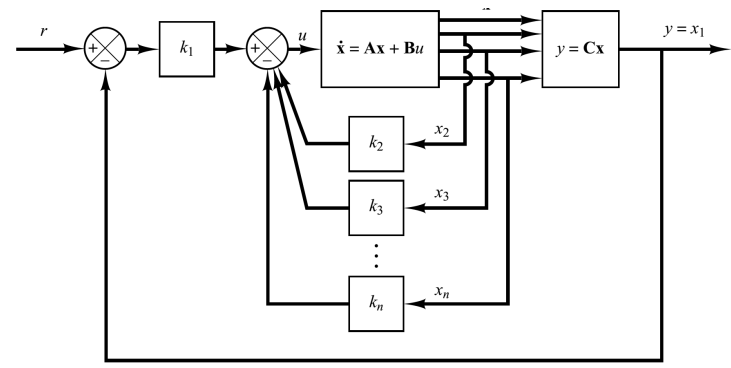 r
+
−
k₁
+
−
u
ẋ = Ax + Bu
y = Cx
y = x₁
k₂
x₂
k₃
x₃
⋮
kₙ
xₙ